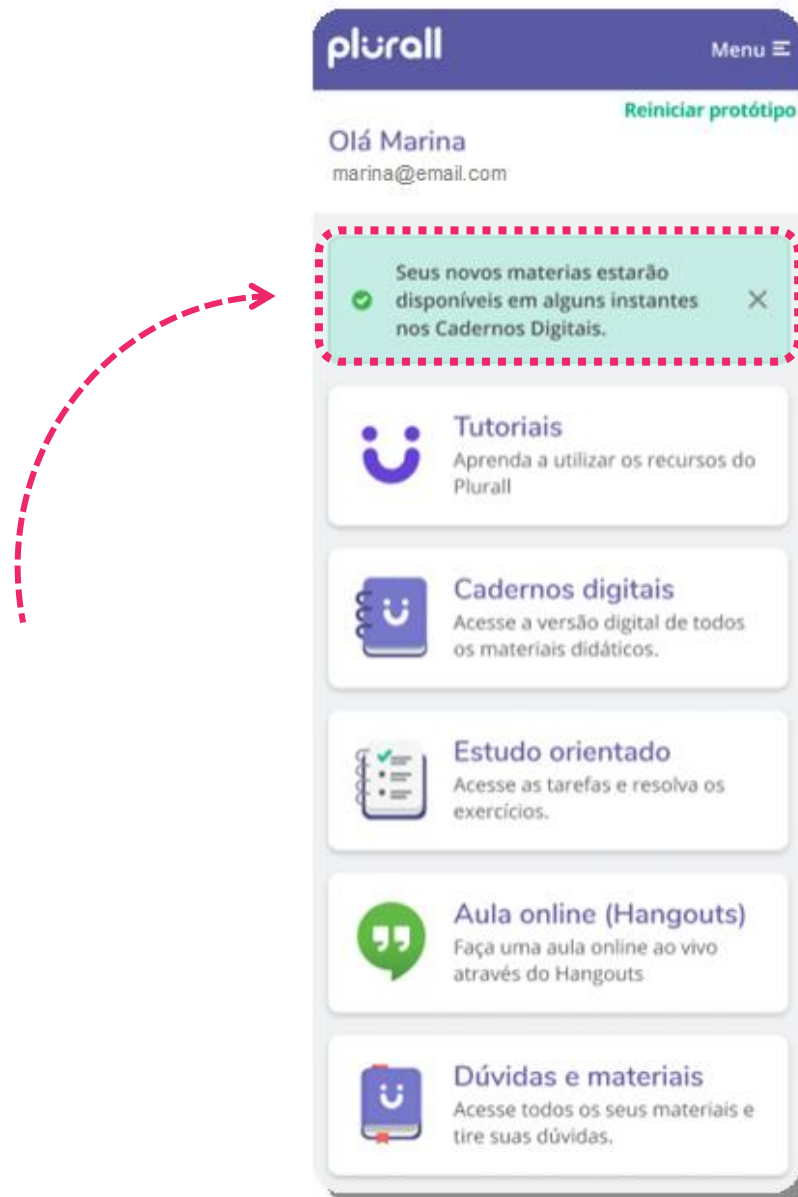 plurall
Menu
Reiniciar protótipo
Olá Marina
marina@email.com
Seus novos materias estarão
disponíveis em alguns instantes
nos Cadernos Digitais.
Tutoriais
Aprenda a utilizar os recursos do
Plurall
Cadernos digitais
Acesse a versão digital de todos
os materiais didáticos.
Estudo orientado
Acesse as tarefas e resolva os
exercícios.
Aula online (Hangouts)
Faça uma aula online ao vivo
através do Hangouts
Dúvidas e materiais
Acesse todos os seus materiais e
tire suas dúvidas.